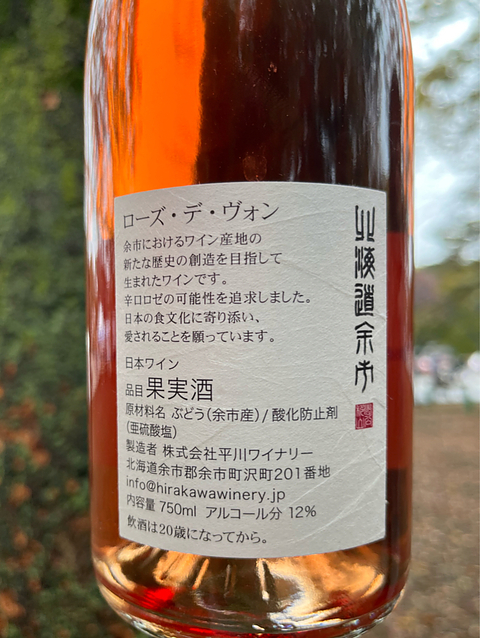 ローズ・デ・ヴォン
余市におけるワイン産地の
新たな歴史の創造を目指して
生まれたワインです。
辛口ロゼの可能性を追求しました。
日本の食文化に寄り添い、
愛されることを願っています。
日本ワイン
品目 果実酒
原材料名 ぶどう(余市産) / 酸化防止剤
(亜硫酸塩)
製造者 株式会社平川ワイナリー
北海道余市郡余市町沢町201番地
info@hirakawawinery.jp
内容量 750ml アルコール分 12%
飲酒は20歳になってから。
北海道余市